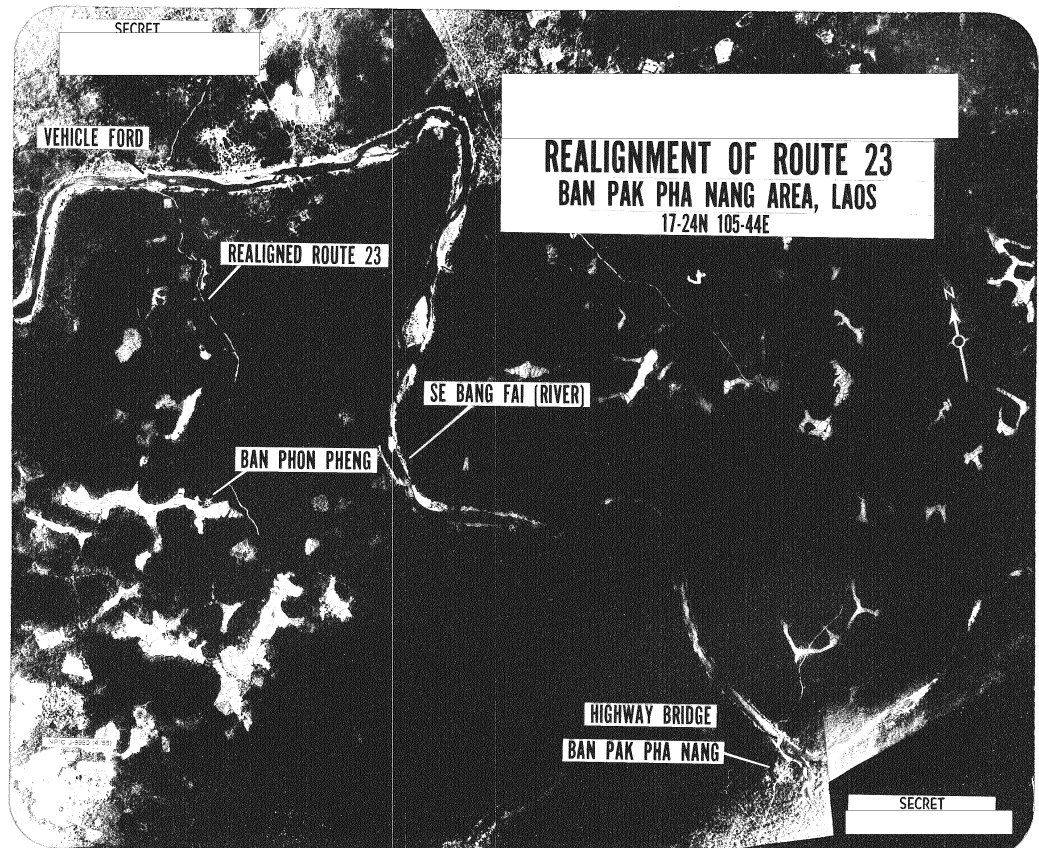 SECRET
VEHICLE FORD
REALIGNMENT OF ROUTE 23
BAN PAK PHA NANG AREA, LAOS
17-24N 105-44E
REALIGNED ROUTE 23
N
SE BANG FAI (RIVER)
BAN PHON PHENG
HIGHWAY BRIDGE
BAN PAK PHA NANG
SECRET